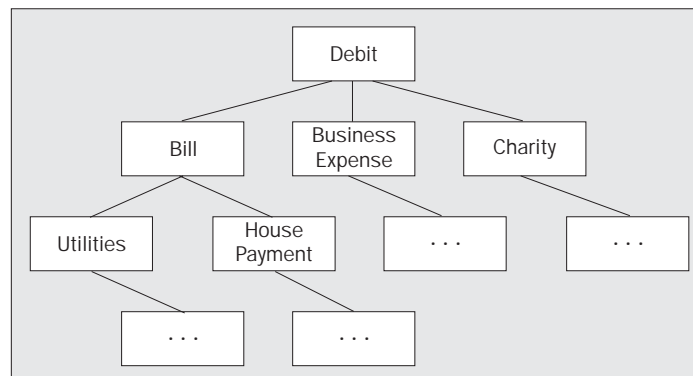 Debit
Bill
Business
Expense
Charity
Utilities
House
Payment
. . .
. . .
. . .
. . .